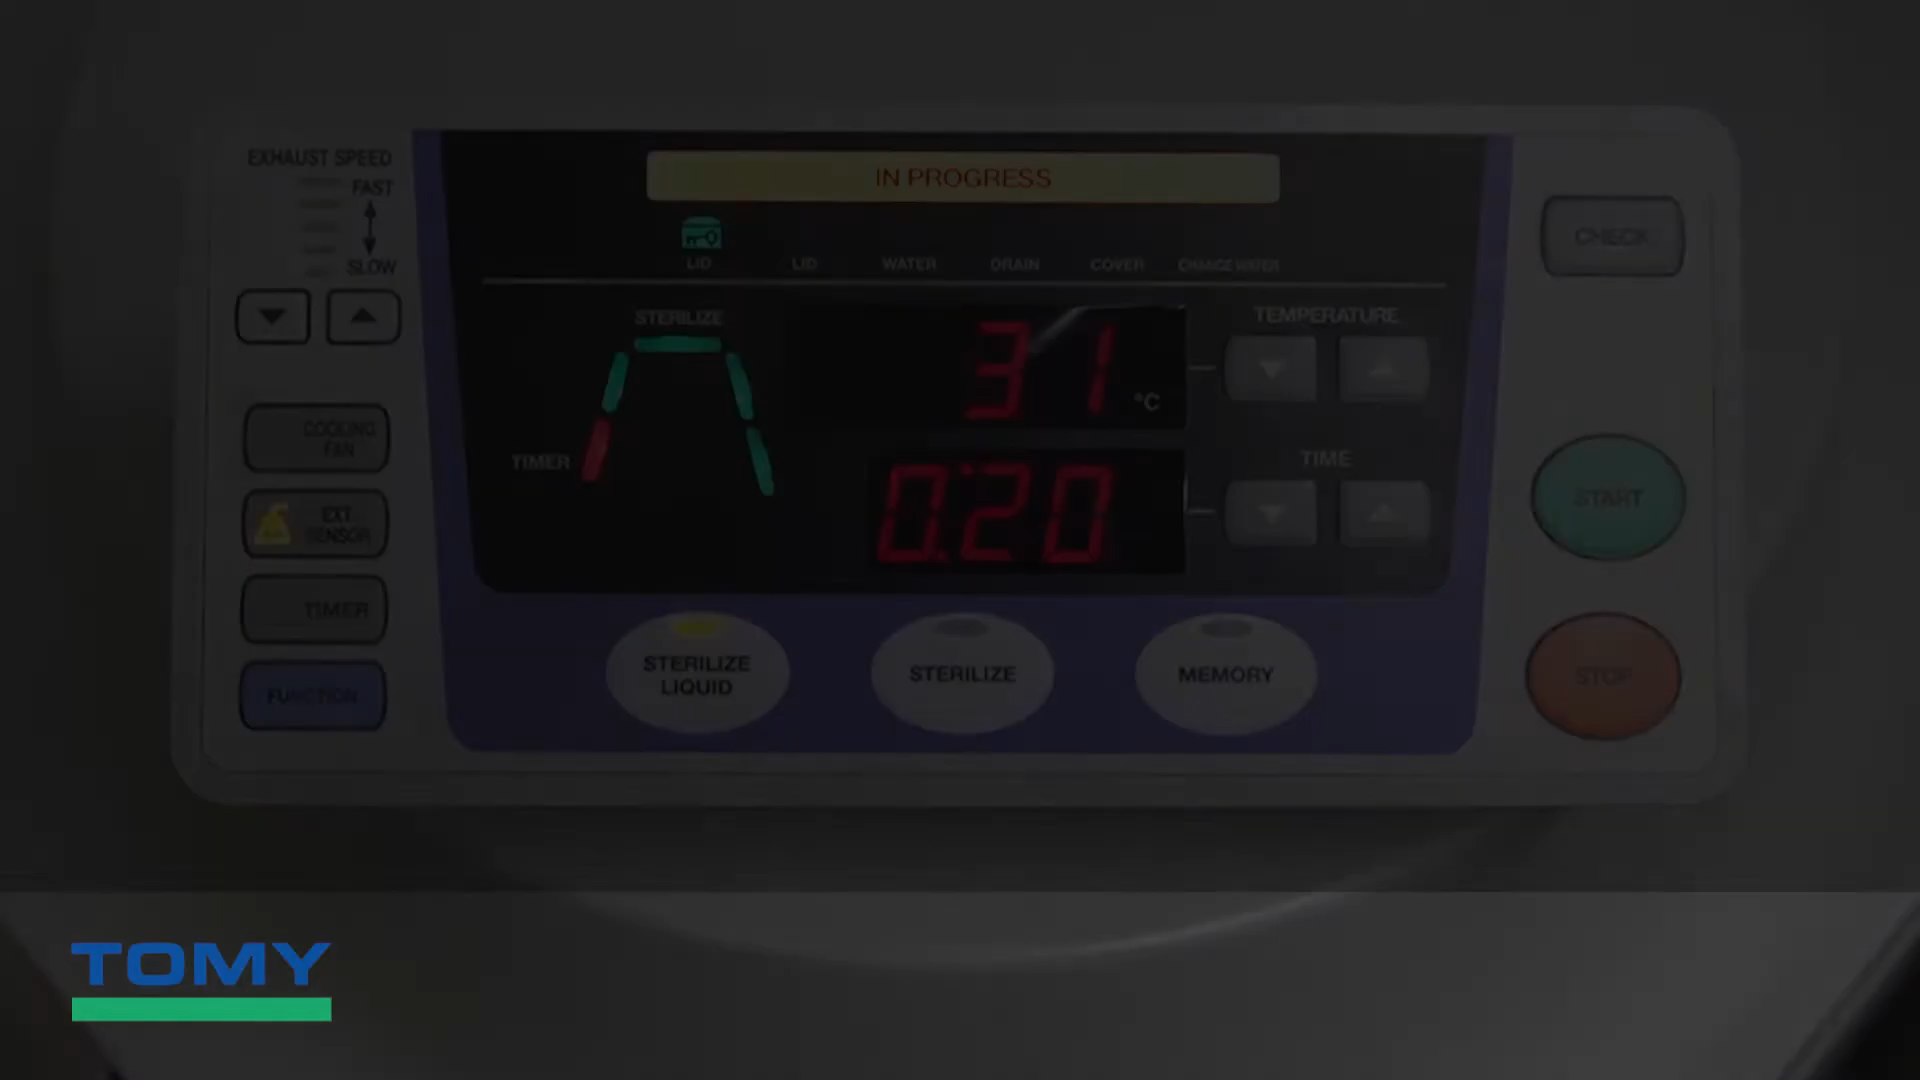 EXHAUST SPEED
FAST
SLOW
COOLING
FAN
EXT.
SENSOR
TIMER
FUNCTION
IN PROGRESS
LID
LID
WATER
DRAIN
COVER
CHANGE WATER
STERILIZE
TIMER
31
°C
0:20
TEMPERATURE
TIME
STERILIZE
LIQUID
STERILIZE
MEMORY
CHECK
START
STOP
TOMY